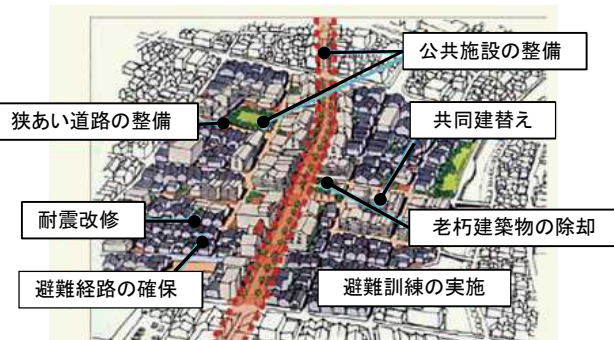 公共施設の整備
狭あい道路の整備
共同建替え
耐震改修
老朽建築物の除却
避難経路の確保
避難訓練の実施